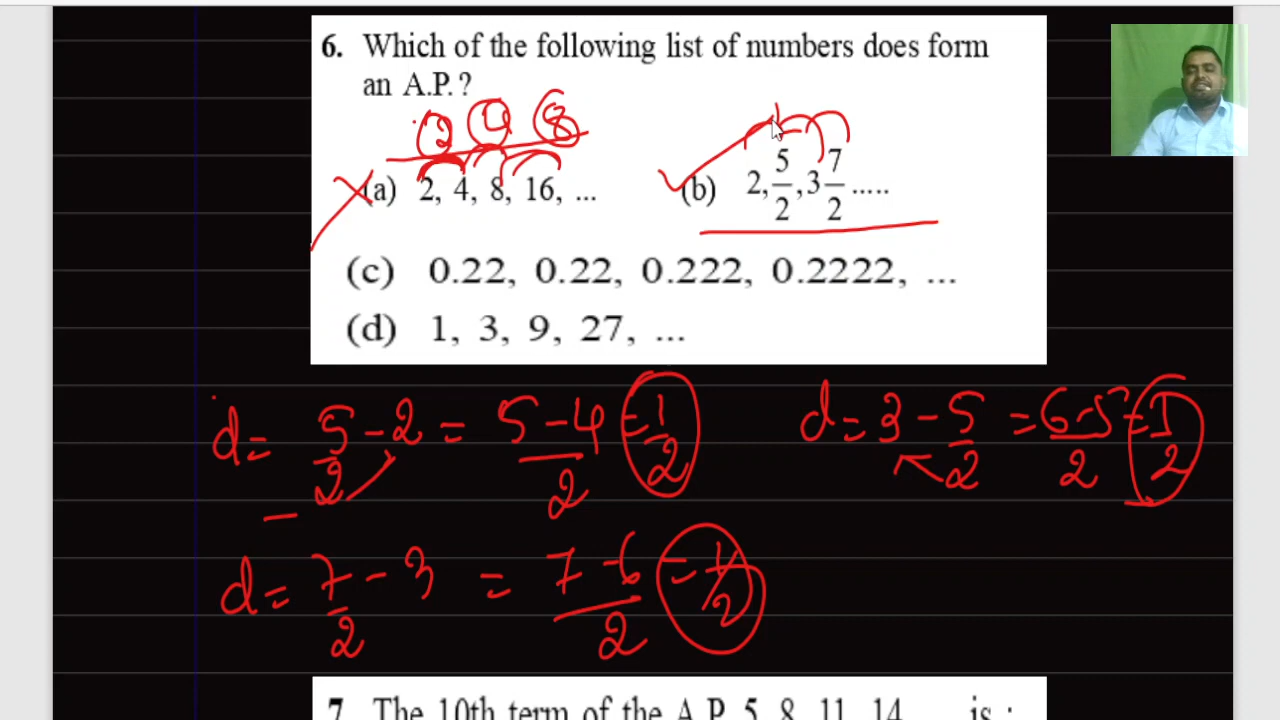 6. Which of the following list of numbers does form
an A.P.?
2 4 8
(a) 2, 4, 8, 16, ... (b) 2, 5/2, 3 7/2 .....
(c) 0.22, 0.22, 0.222, 0.2222, ...
(d) 1, 3, 9, 27, ...
d = 5/2 - 2 = 5-4/2 = 1/2 d = 3 - 5/2 = 6-5/2 = 1/2
d = 7/2 - 3 = 7-6/2 = 1/2
7 The 10th term of the A.P. 5, 8, 11, 14, is :